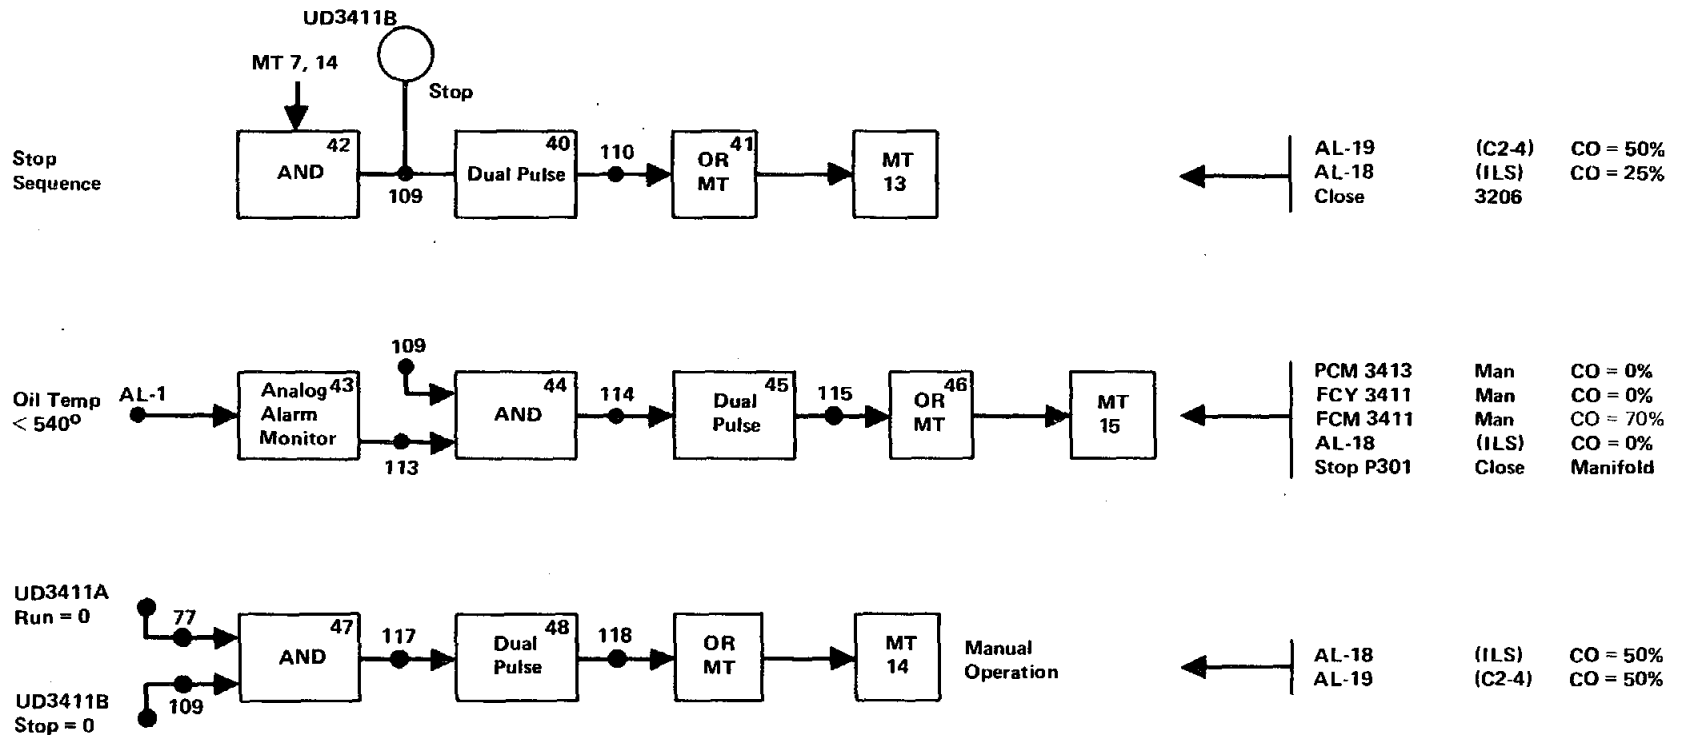 UD3411B
MT 7, 14
Stop
Stop
Sequence
42
AND
109
40
Dual Pulse
110
41
OR
MT
MT
13
AL-19 (C2-4) CO = 50%
AL-18 (ILS) CO = 25%
Close 3206
Oil Temp
< 540⁰
AL-1
43
Analog
Alarm
Monitor
109
113
44
AND
114
45
Dual
Pulse
115
46
OR
MT
MT
15
PCM 3413 Man CO = 0%
FCY 3411 Man CO = 0%
FCM 3411 Man CO = 70%
AL-18 (ILS) CO = 0%
Stop P301 Close Manifold
UD3411A
Run = 0
77
UD3411B
Stop = 0
109
47
AND
117
48
Dual
Pulse
118
OR
MT
MT
14
Manual
Operation
AL-18 (ILS) CO = 50%
AL-19 (C2-4) CO = 50%